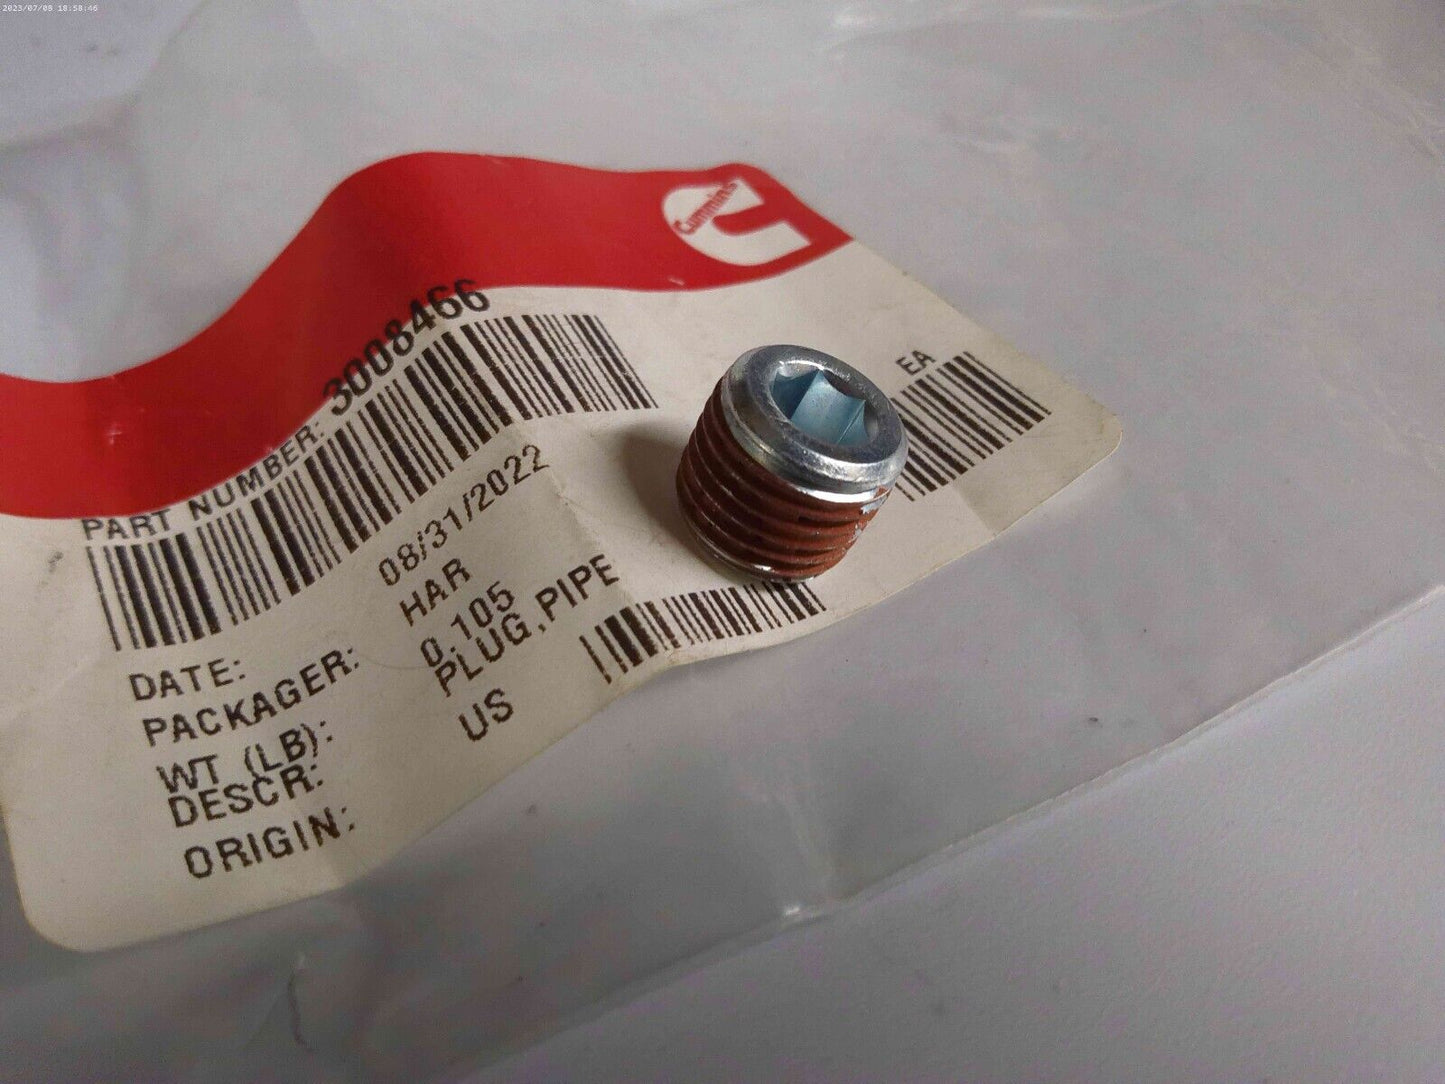 2023/07/09 18:58:46
Cummins
PART NUMBER: 3008466
EA
DATE: 08/31/2022
PACKAGER: HAR
WT (LB): 0.105
DESCR: PLUG,PIPE
ORIGIN: US